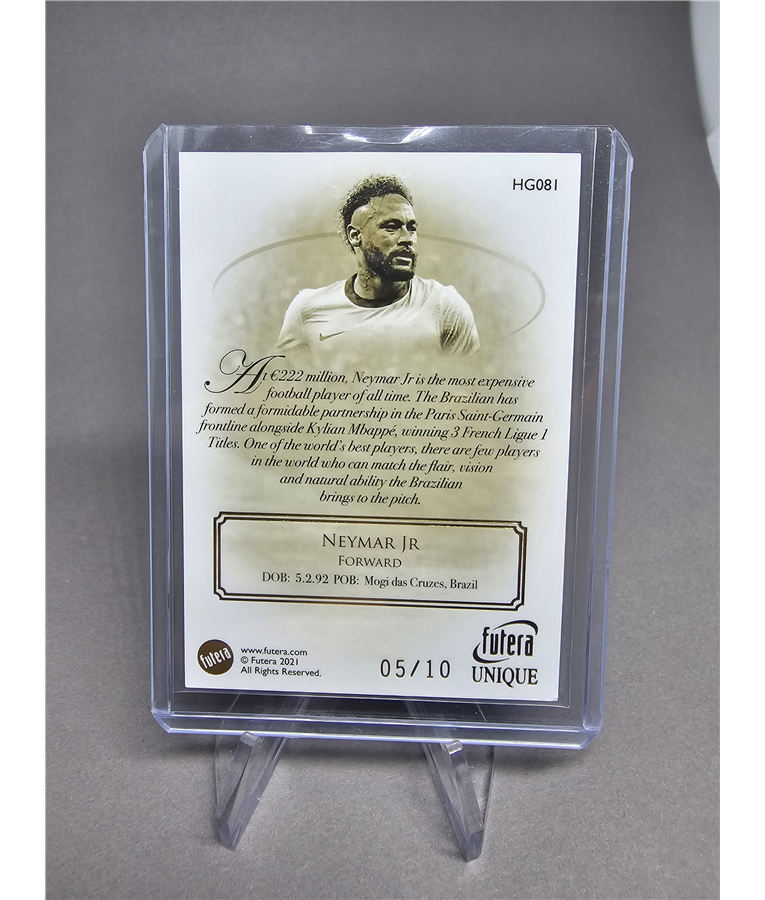 HG081
At €222 million, Neymar Jr is the most expensive
football player of all time. The Brazilian has
formed a formidable partnership in the Paris Saint-Germain
frontline alongside Kylian Mbappé, winning 3 French Ligue 1
Titles. One of the world's best players, there are few players
in the world who can match the flair, vision
and natural ability the Brazilian
brings to the pitch.
NEYMAR JR
FORWARD
DOB: 5.2.92 POB: Mogi das Cruzes, Brazil
futera
www.futera.com
© Futera 2021
All Rights Reserved.
05/10
futera
UNIQUE